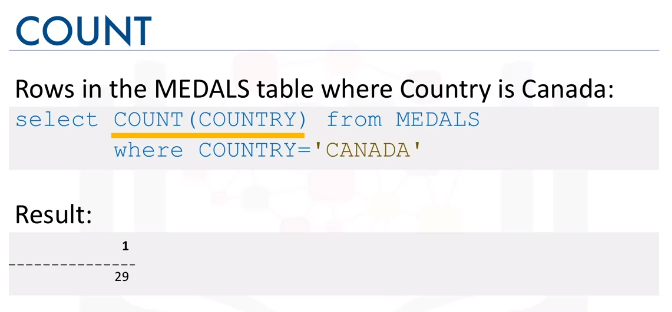 COUNT
Rows in the MEDALS table where Country is Canada:
select COUNT(COUNTRY) from MEDALS
where COUNTRY='CANADA'
Result:
1
---------------
29